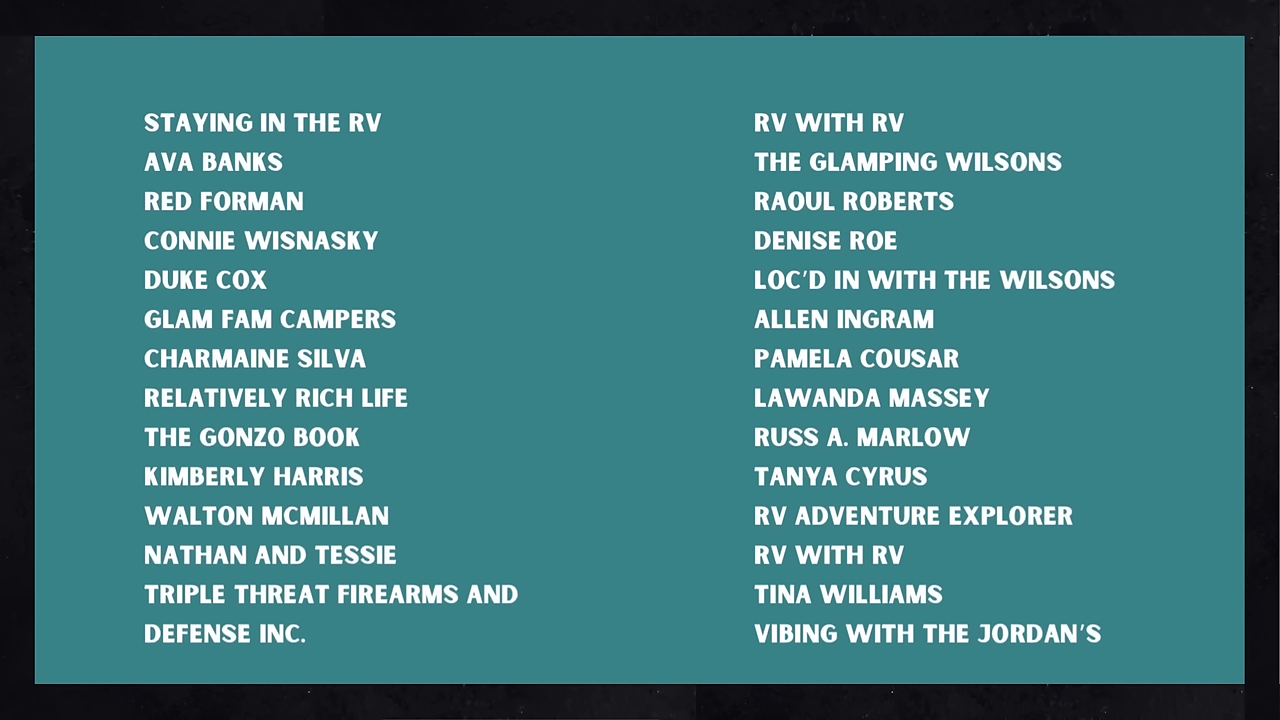 STAYING IN THE RV
AVA BANKS
RED FORMAN
CONNIE WISNASKY
DUKE COX
GLAM FAM CAMPERS
CHARMAINE SILVA
RELATIVELY RICH LIFE
THE GONZO BOOK
KIMBERLY HARRIS
WALTON MCMILLAN
NATHAN AND TESSIE
TRIPLE THREAT FIREARMS AND
DEFENSE INC.
RV WITH RV
THE GLAMPING WILSONS
RAOUL ROBERTS
DENISE ROE
LOC'D IN WITH THE WILSONS
ALLEN INGRAM
PAMELA COUSAR
LAWANDA MASSEY
RUSS A. MARLOW
TANYA CYRUS
RV ADVENTURE EXPLORER
RV WITH RV
TINA WILLIAMS
VIBING WITH THE JORDAN'S